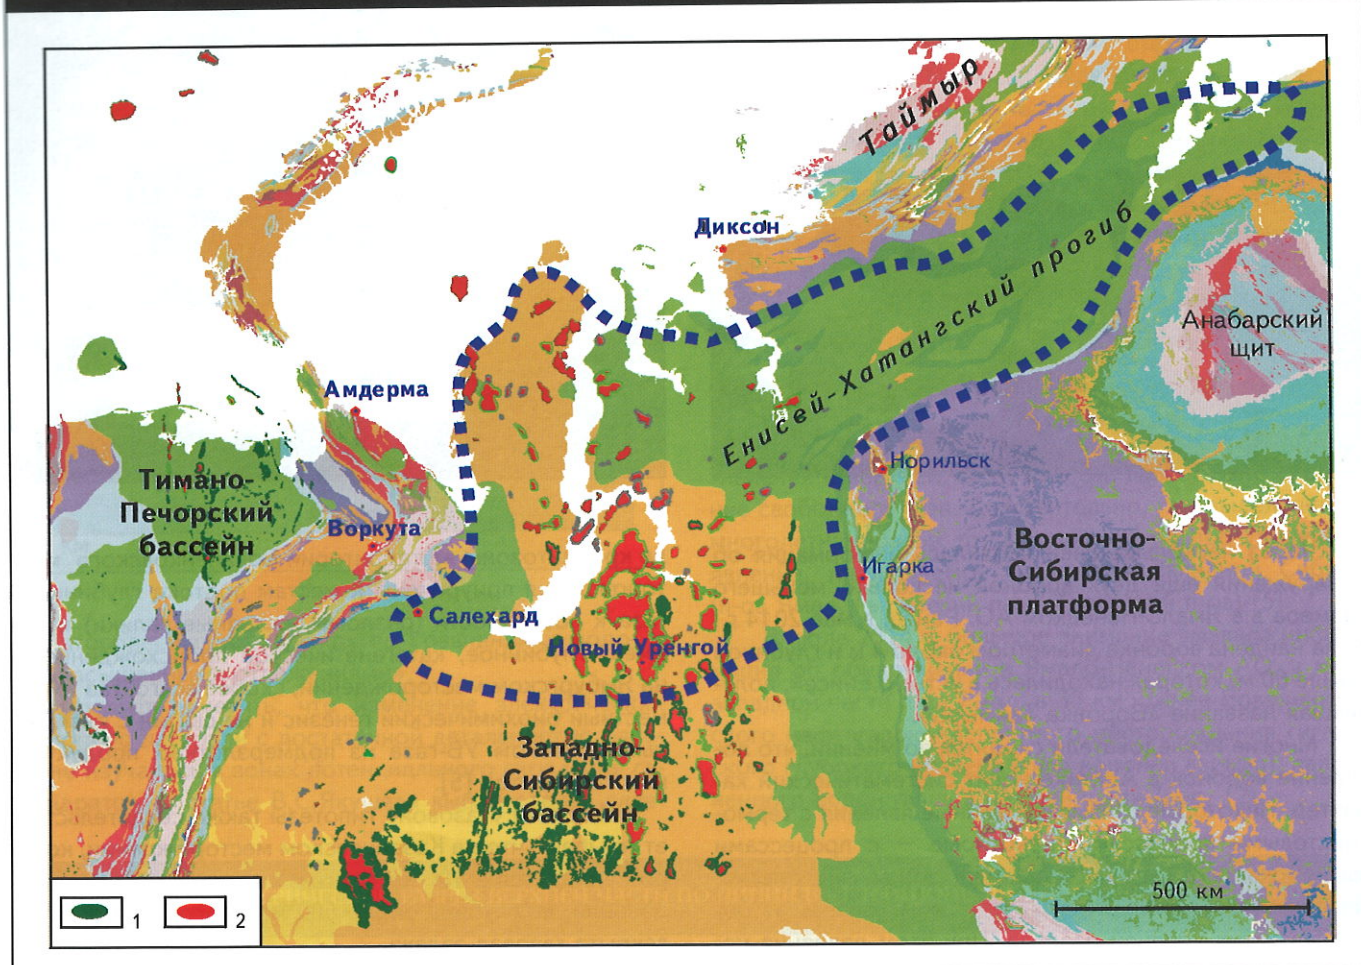 Таймыр
Диксон
Енисей-Хатангский прогиб
Анабарский
щит
Амдерма
Тимано-
Печорский
бассейн
Воркута
Норильск
Игарка
Восточно-
Сибирская
платформа
Салехард
Новый Уренгой
Западно-
Сибирский
бассейн
500 км
1
2